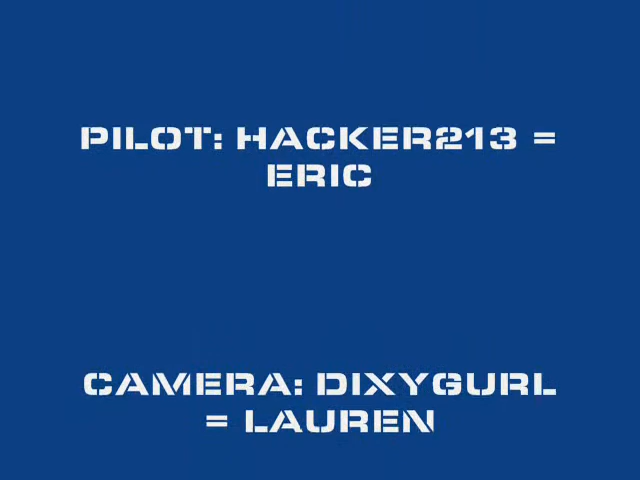 PILOT: HACKER213 =
ERIC
CAMERA: DIXYGURL
= LAUREN